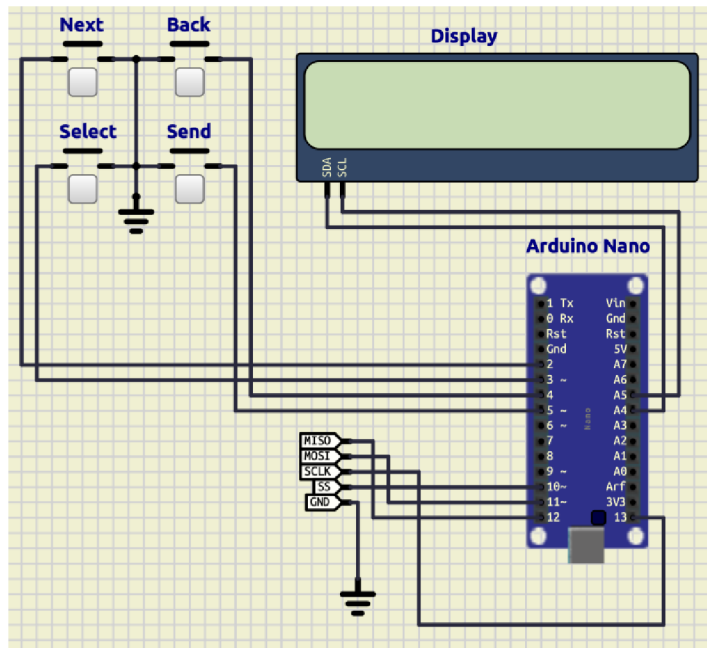 Next Back
Display
Select Send
SDA
SCL
Arduino Nano
1 Tx Vin
0 Rx Gnd
Rst Rst
Gnd 5V
2 A7
3 ~ A6
4 A5
5 ~ A4
6 ~ A3
7 A2
8 A1
9 ~ A0
10~ Arf
11~ 3V3
12 13
Nano
MISO
MOSI
SCLK
SS
GND